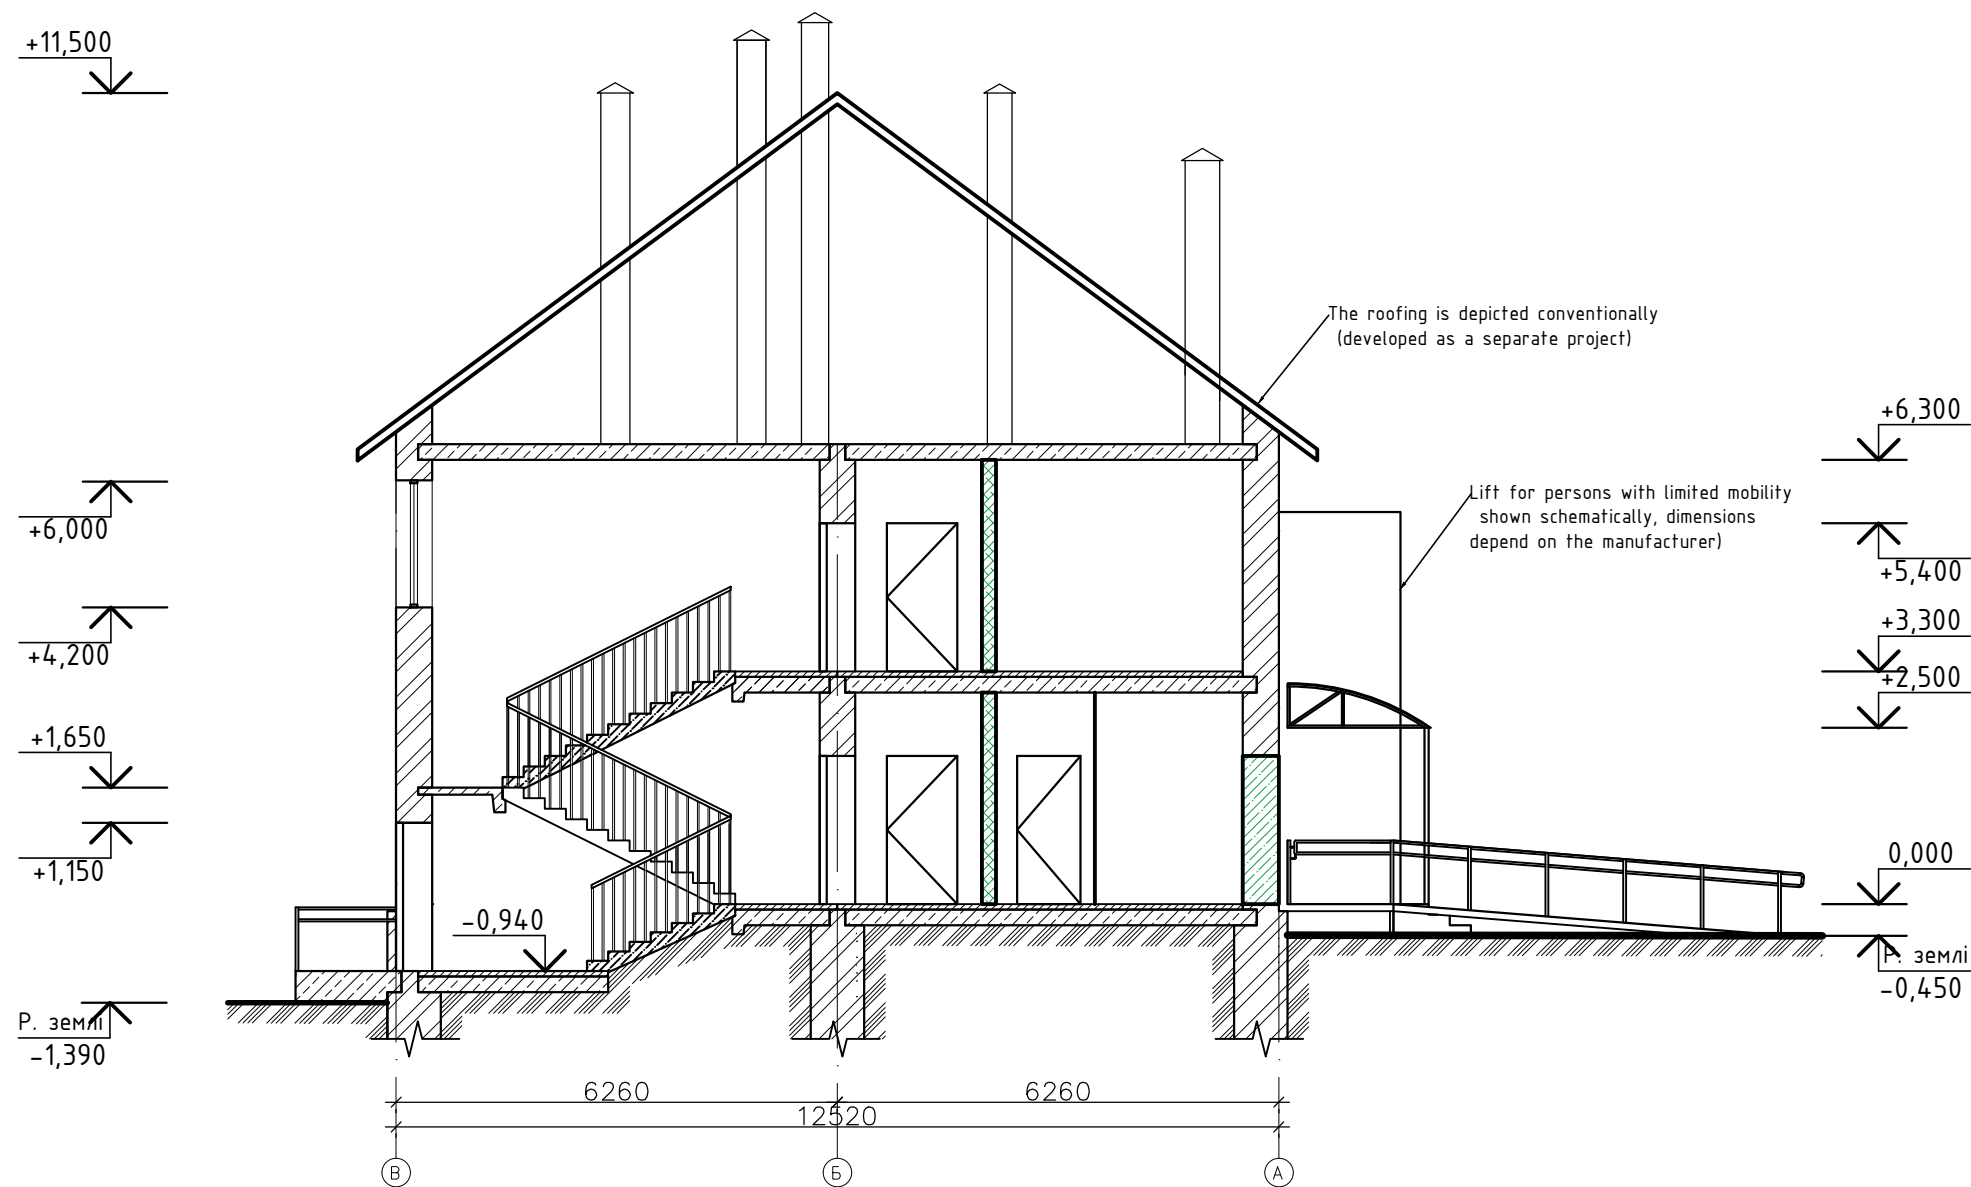 +11,500
The roofing is depicted conventionally
(developed as a separate project)
+6,300
Lift for persons with limited mobility
shown schematically, dimensions
depend on the manufacturer)
+6,000
+5,400
+3,300
+4,200
+2,500
+1,650
0,000
+1,150
-0,940
Р. землі
-0,450
Р. землі
-1,390
6260
6260
12520
В
Б
А